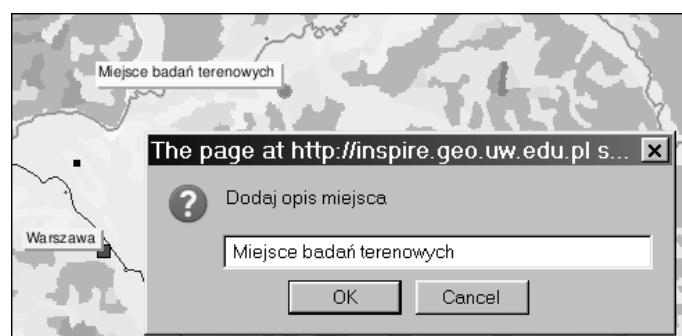 Miejsce badań terenowych
The page at http://inspire.geo.uw.edu.pl s...
Dodaj opis miejsca
Warszawa
Miejsce badań terenowych
OK Cancel